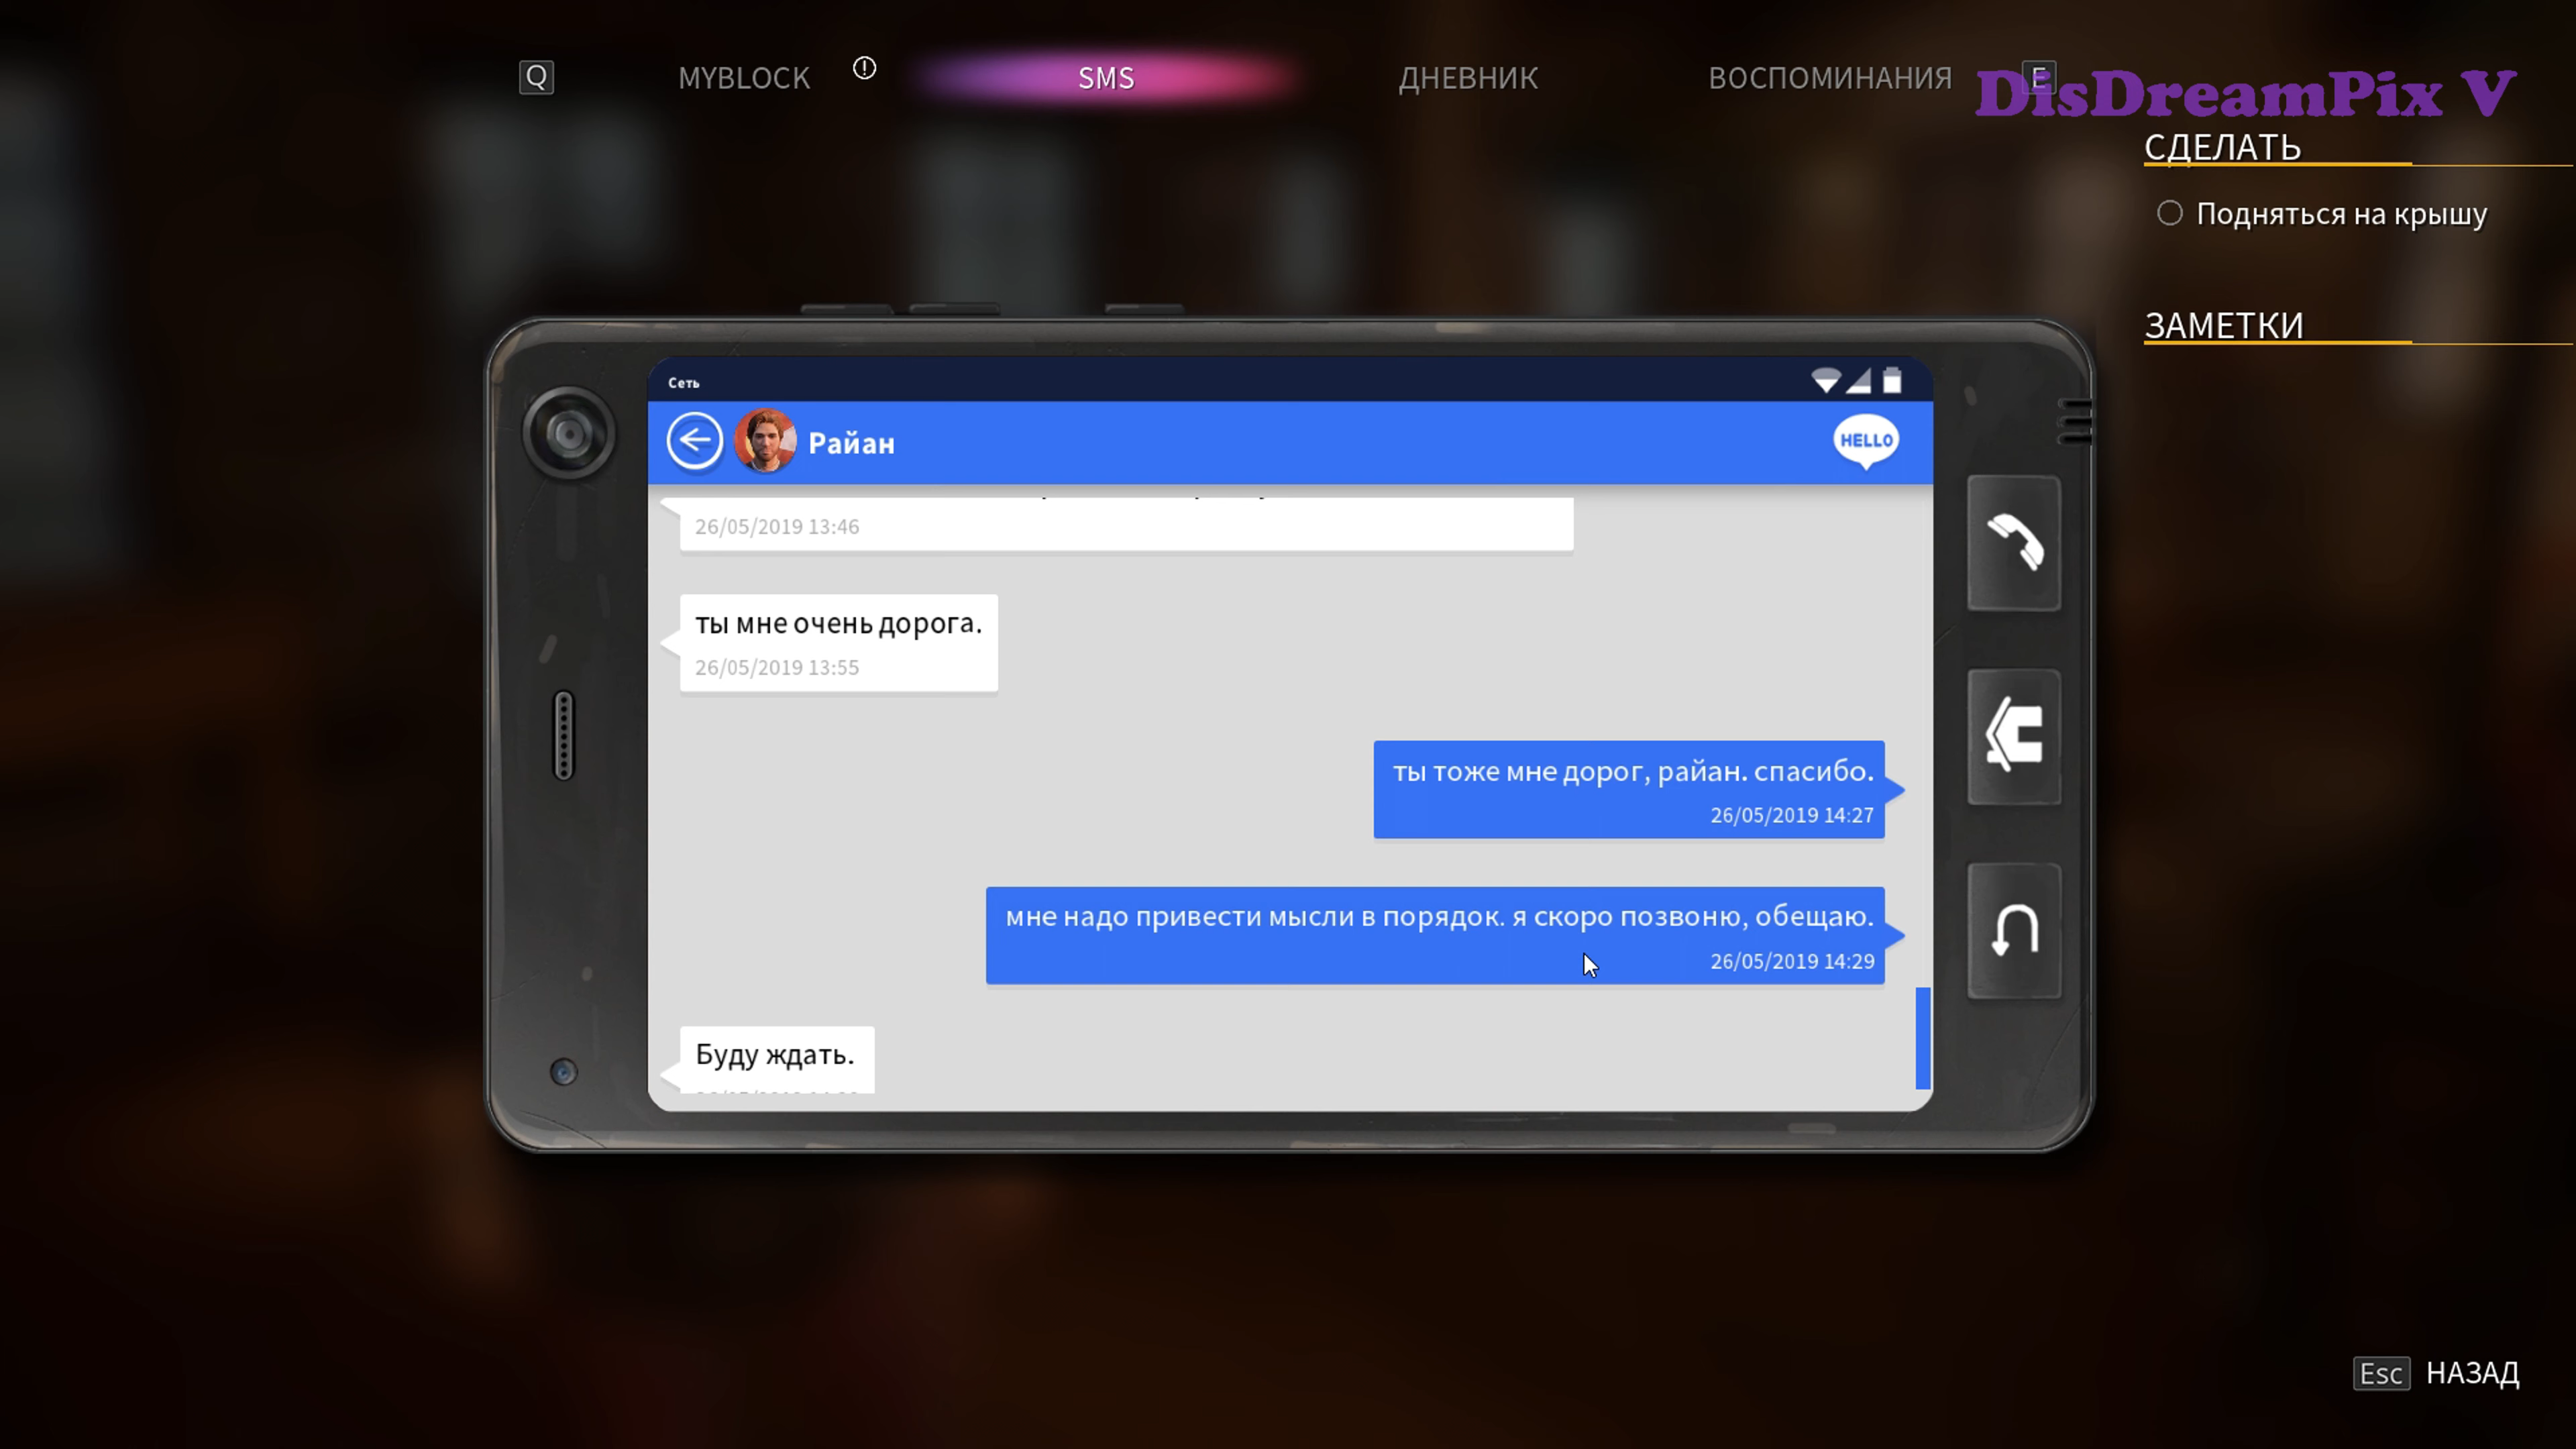 Q
MYBLOCK
SMS
ДНЕВНИК
ВОСПОМИНАНИЯ
E
DisDreamPix V
СДЕЛАТЬ
Подняться на крышу
ЗАМЕТКИ
Сеть
Райан
HELLO
26/05/2019 13:46
ты мне очень дорога.
26/05/2019 13:55
ты тоже мне дорог, райан. спасибо.
26/05/2019 14:27
мне надо привести мысли в порядок. я скоро позвоню, обещаю.
26/05/2019 14:29
Буду ждать.
Esc НАЗАД